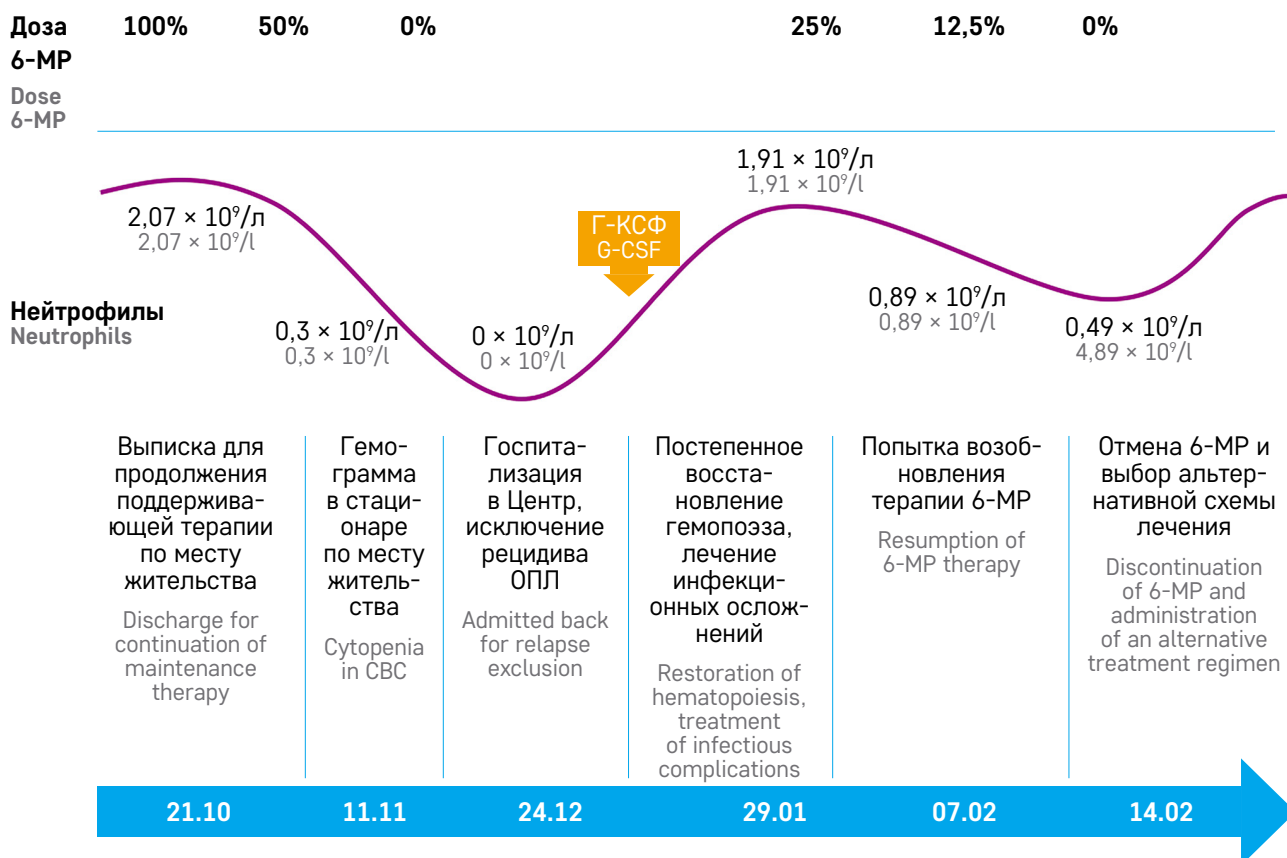 Доза 100% 50% 0% 25% 12,5% 0%
6-МР
Dose
6-MP
1,91 × 10⁹/л
1,91 × 10⁹/l
2,07 × 10⁹/л
2,07 × 10⁹/l
Г-КСФ
G-CSF
0,89 × 10⁹/л
0,89 × 10⁹/l
Нейтрофилы
Neutrophils
0,3 × 10⁹/л
0,3 × 10⁹/l
0 × 10⁹/л
0 × 10⁹/l
0,49 × 10⁹/л
4,89 × 10⁹/l
Выписка для
продолжения
поддержива-
ющей терапии
по месту
жительства
Discharge for
continuation of
maintenance
therapy
Гемо-
грамма
в стаци-
онаре
по месту
житель-
ства
Cytopenia
in CBC
Госпита-
лизация
в Центр,
исключение
рецидива
ОПЛ
Admitted back
for relapse
exclusion
Постепенное
восста-
новление
гемопоэза,
лечение
инфекци-
онных ослож-
нений
Restoration of
hematopoiesis,
treatment
of infectious
complications
Попытка возоб-
новления
терапии 6-МР
Resumption of
6-MP therapy
Отмена 6-МР и
выбор альтер-
нативной схемы
лечения
Discontinuation
of 6-MP and
administration
of an alternative
treatment regimen
21.10 11.11 24.12 29.01 07.02 14.02